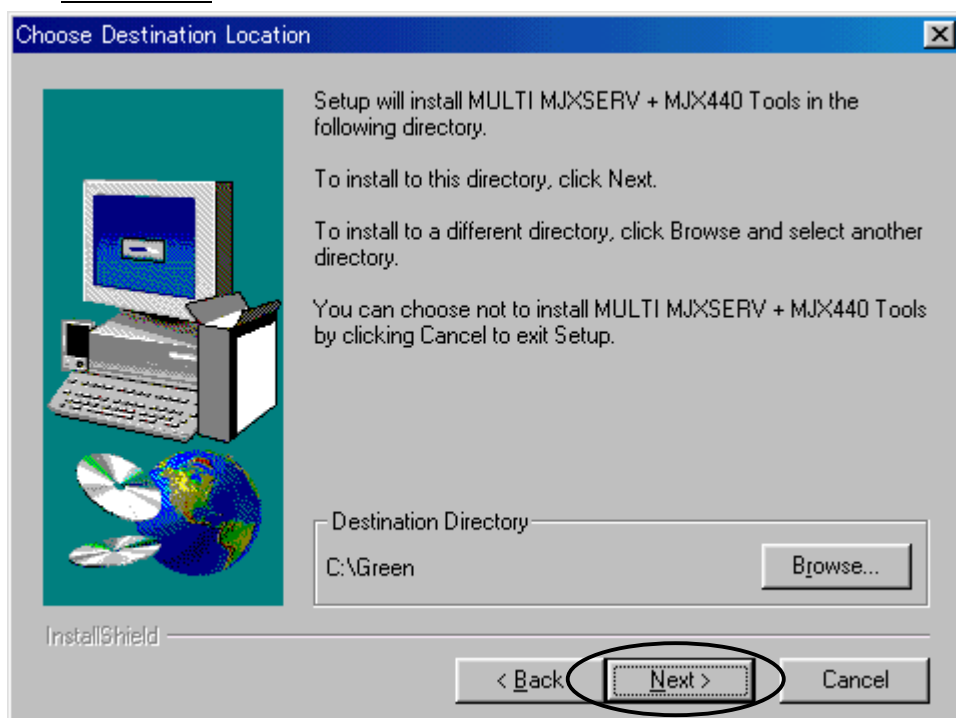 Choose Destination Location
Setup will install MULTI MJXSERV + MJX440 Tools in the
following directory.
To install to this directory, click Next.
To install to a different directory, click Browse and select another
directory.
You can choose not to install MULTI MJXSERV + MJX440 Tools
by clicking Cancel to exit Setup.
Destination Directory
C:\Green
Browse...
InstallShield
< Back
Next >
Cancel